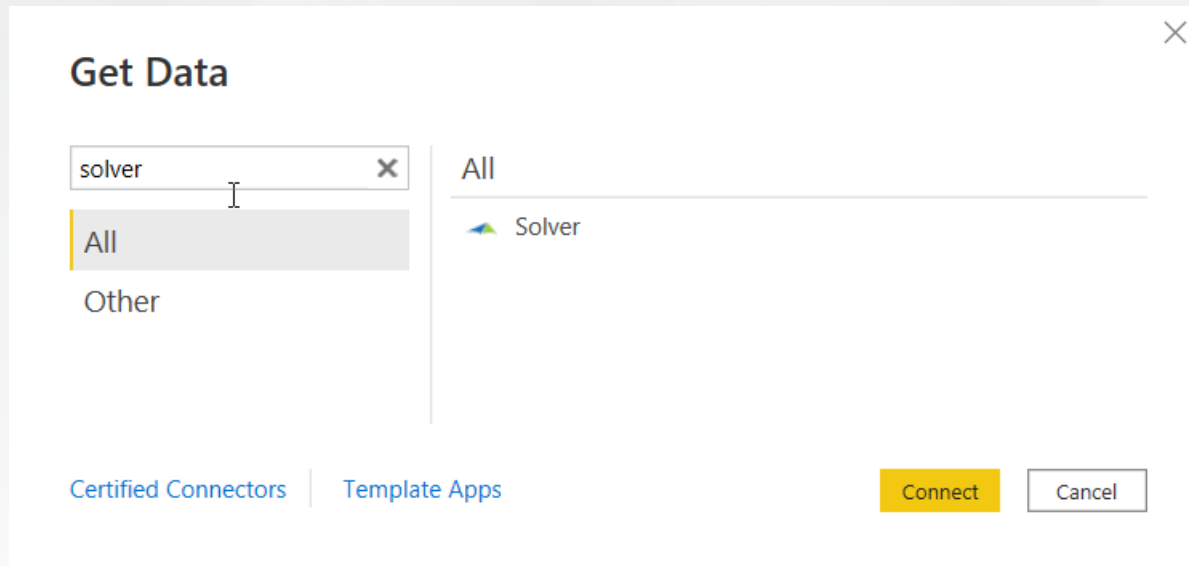 Get Data
solver
All
Other
All
Solver
Certified Connectors
Template Apps
Connect
Cancel